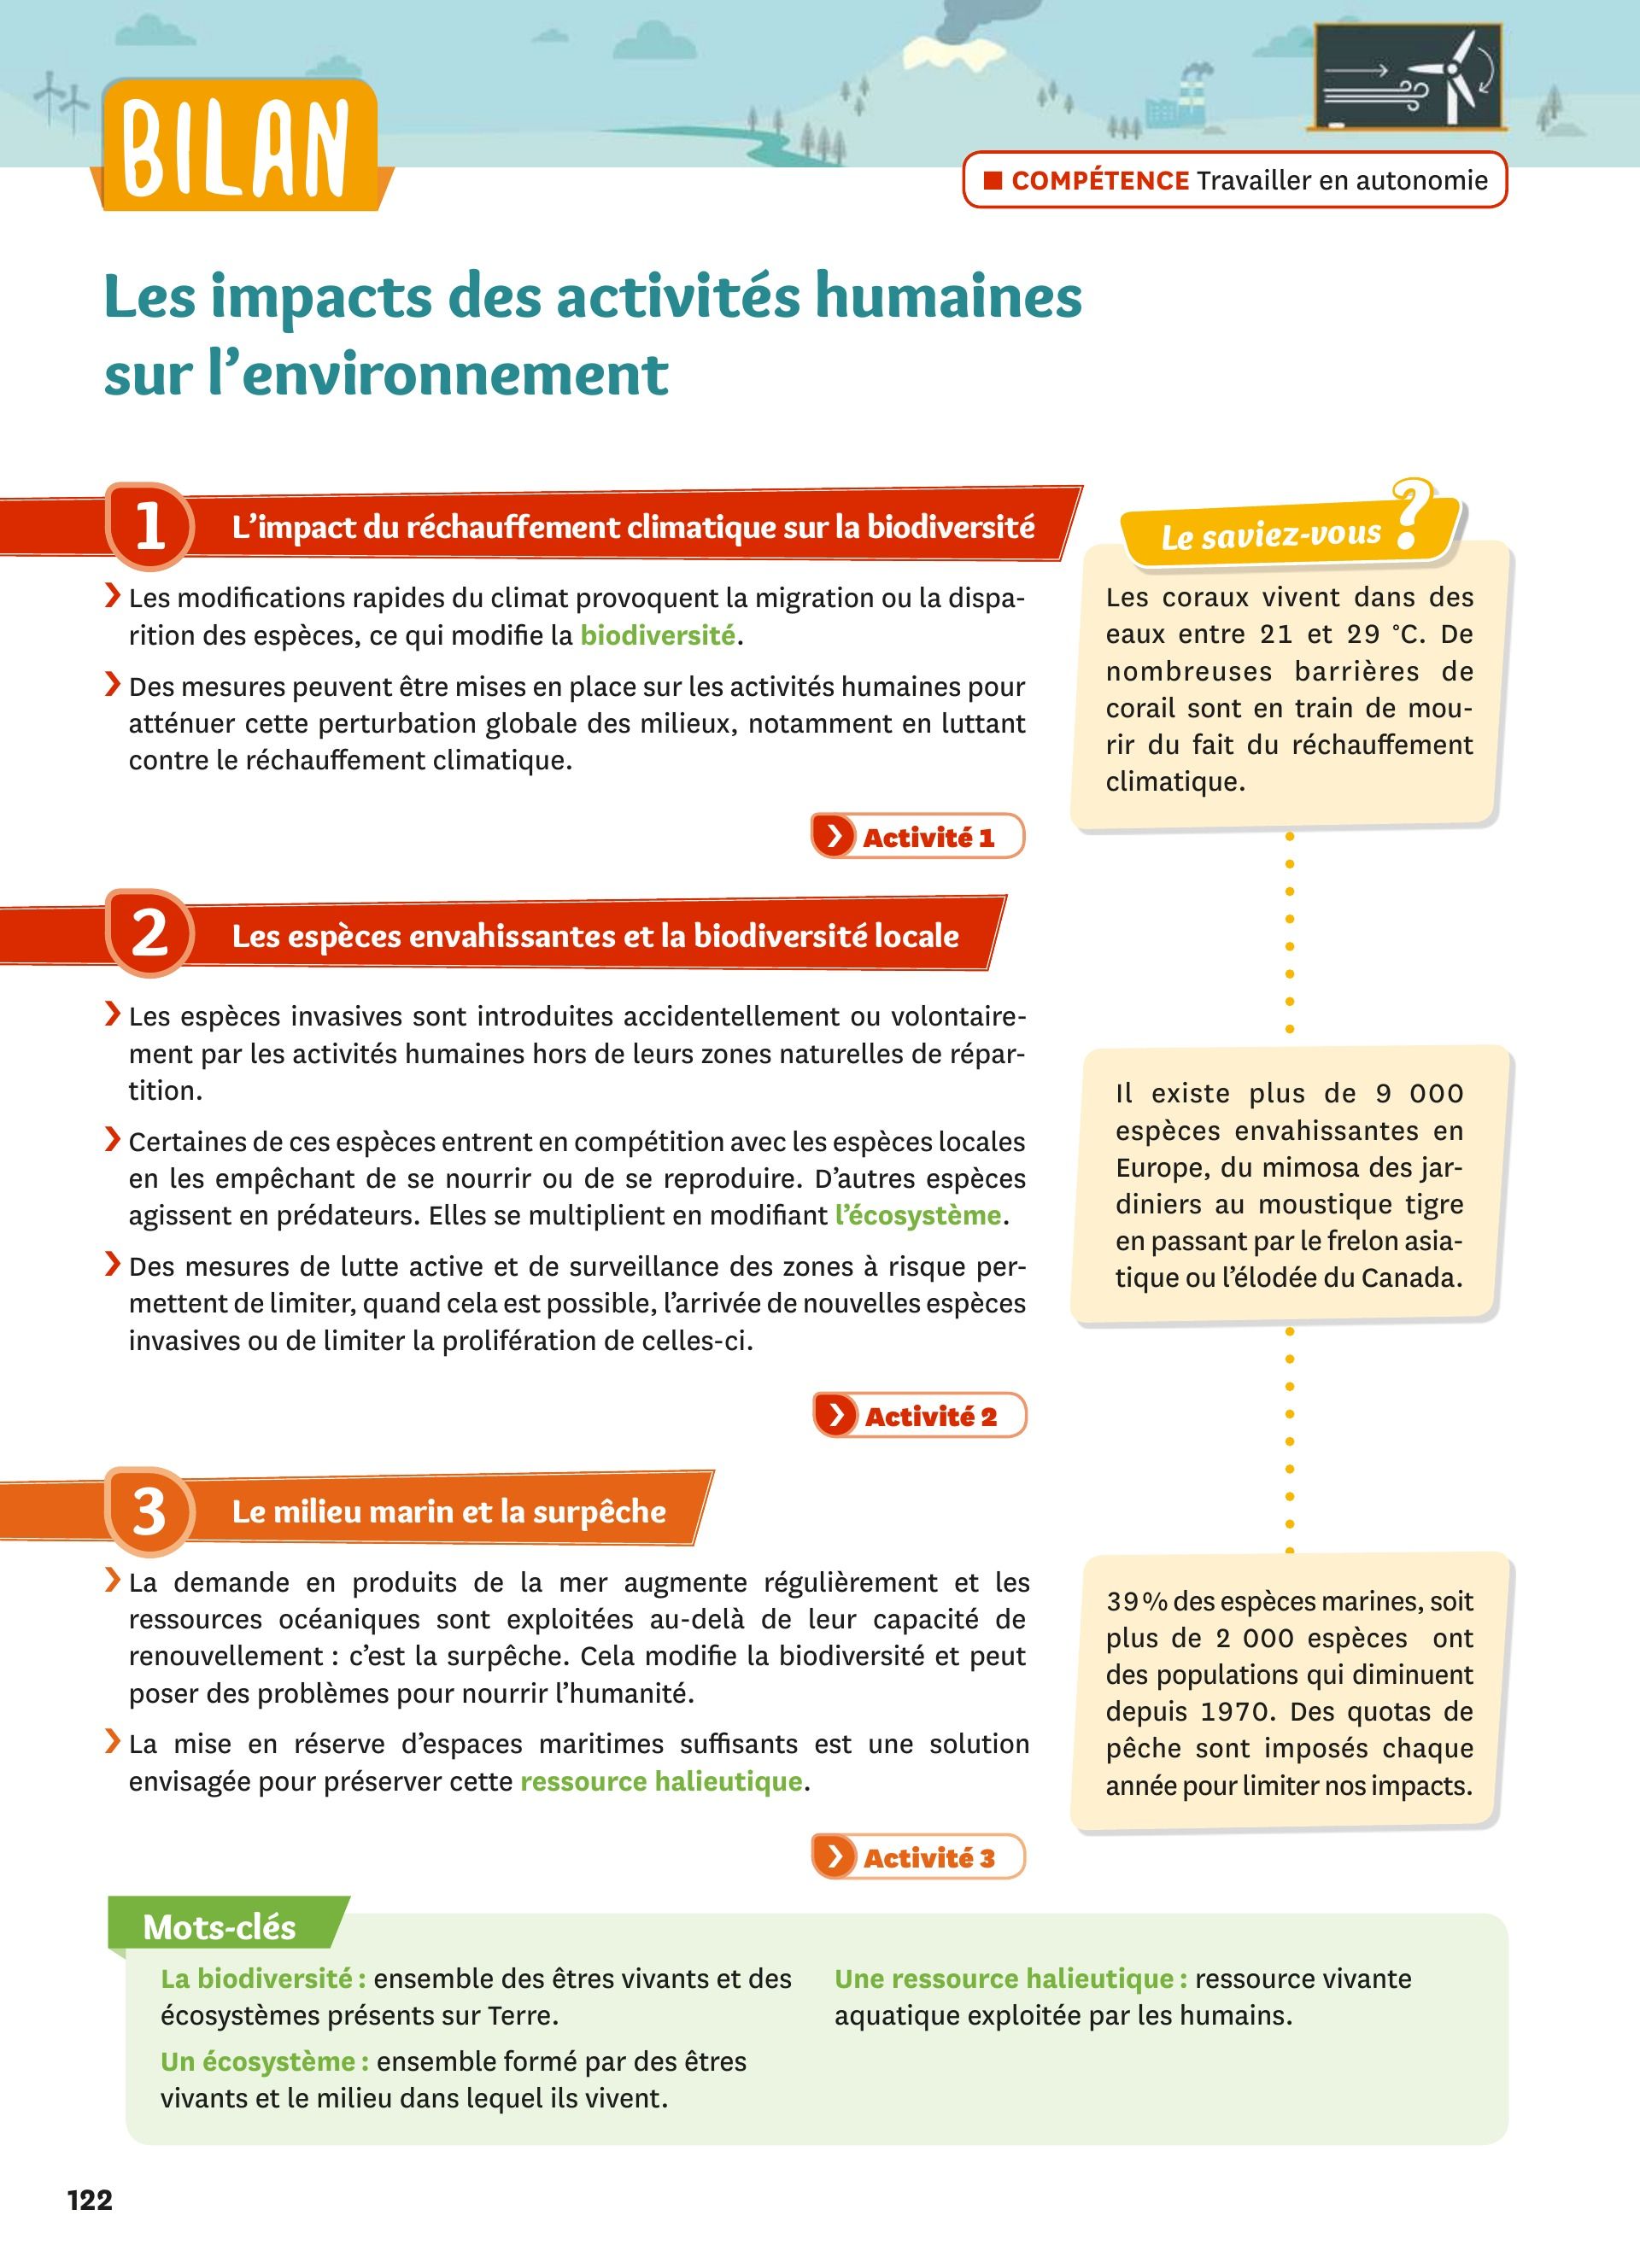 BILAN
■ COMPÉTENCE Travailler en autonomie
Les impacts des activités humaines
sur l’environnement
1 L’impact du réchauffement climatique sur la biodiversité
❯ Les modifications rapides du climat provoquent la migration ou la dispa-
rition des espèces, ce qui modifie la biodiversité.
❯ Des mesures peuvent être mises en place sur les activités humaines pour
atténuer cette perturbation globale des milieux, notamment en luttant
contre le réchauffement climatique.
❯ Activité 1
Le saviez-vous ?
Les coraux vivent dans des
eaux entre 21 et 29 °C. De
nombreuses barrières de
corail sont en train de mou-
rir du fait du réchauffement
climatique.
2 Les espèces envahissantes et la biodiversité locale
❯ Les espèces invasives sont introduites accidentellement ou volontaire-
ment par les activités humaines hors de leurs zones naturelles de répar-
tition.
❯ Certaines de ces espèces entrent en compétition avec les espèces locales
en les empêchant de se nourrir ou de se reproduire. D’autres espèces
agissent en prédateurs. Elles se multiplient en modifiant l’écosystème.
❯ Des mesures de lutte active et de surveillance des zones à risque per-
mettent de limiter, quand cela est possible, l’arrivée de nouvelles espèces
invasives ou de limiter la prolifération de celles-ci.
❯ Activité 2
Il existe plus de 9 000
espèces envahissantes en
Europe, du mimosa des jar-
diniers au moustique tigre
en passant par le frelon asia-
tique ou l’élodée du Canada.
3 Le milieu marin et la surpêche
❯ La demande en produits de la mer augmente régulièrement et les
ressources océaniques sont exploitées au-delà de leur capacité de
renouvellement : c’est la surpêche. Cela modifie la biodiversité et peut
poser des problèmes pour nourrir l’humanité.
❯ La mise en réserve d’espaces maritimes suffisants est une solution
envisagée pour préserver cette ressource halieutique.
❯ Activité 3
39 % des espèces marines, soit
plus de 2 000 espèces ont
des populations qui diminuent
depuis 1970. Des quotas de
pêche sont imposés chaque
année pour limiter nos impacts.
Mots-clés
La biodiversité : ensemble des êtres vivants et des
écosystèmes présents sur Terre.
Un écosystème : ensemble formé par des êtres
vivants et le milieu dans lequel ils vivent.
Une ressource halieutique : ressource vivante
aquatique exploitée par les humains.
122